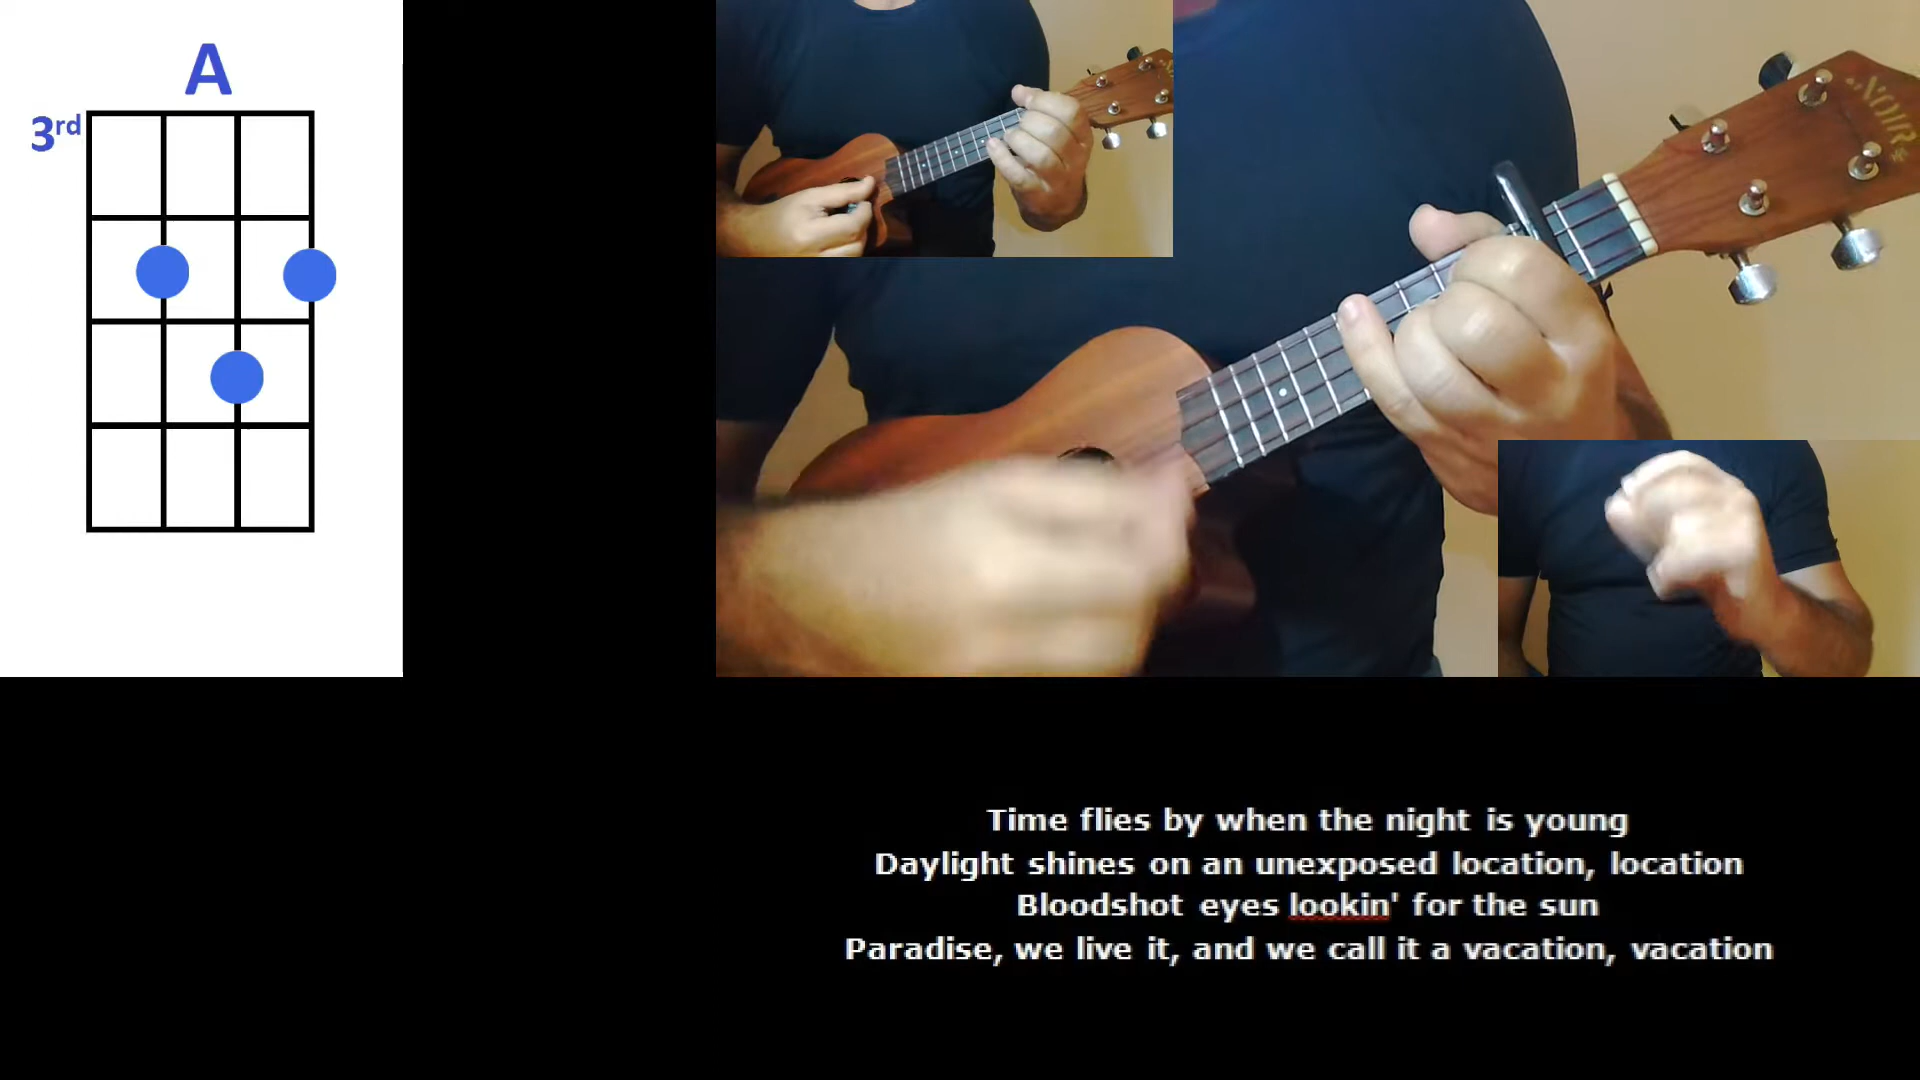 A
3rd
NOIR
Time flies by when the night is young
Daylight shines on an unexposed location, location
Bloodshot eyes lookin' for the sun
Paradise, we live it, and we call it a vacation, vacation